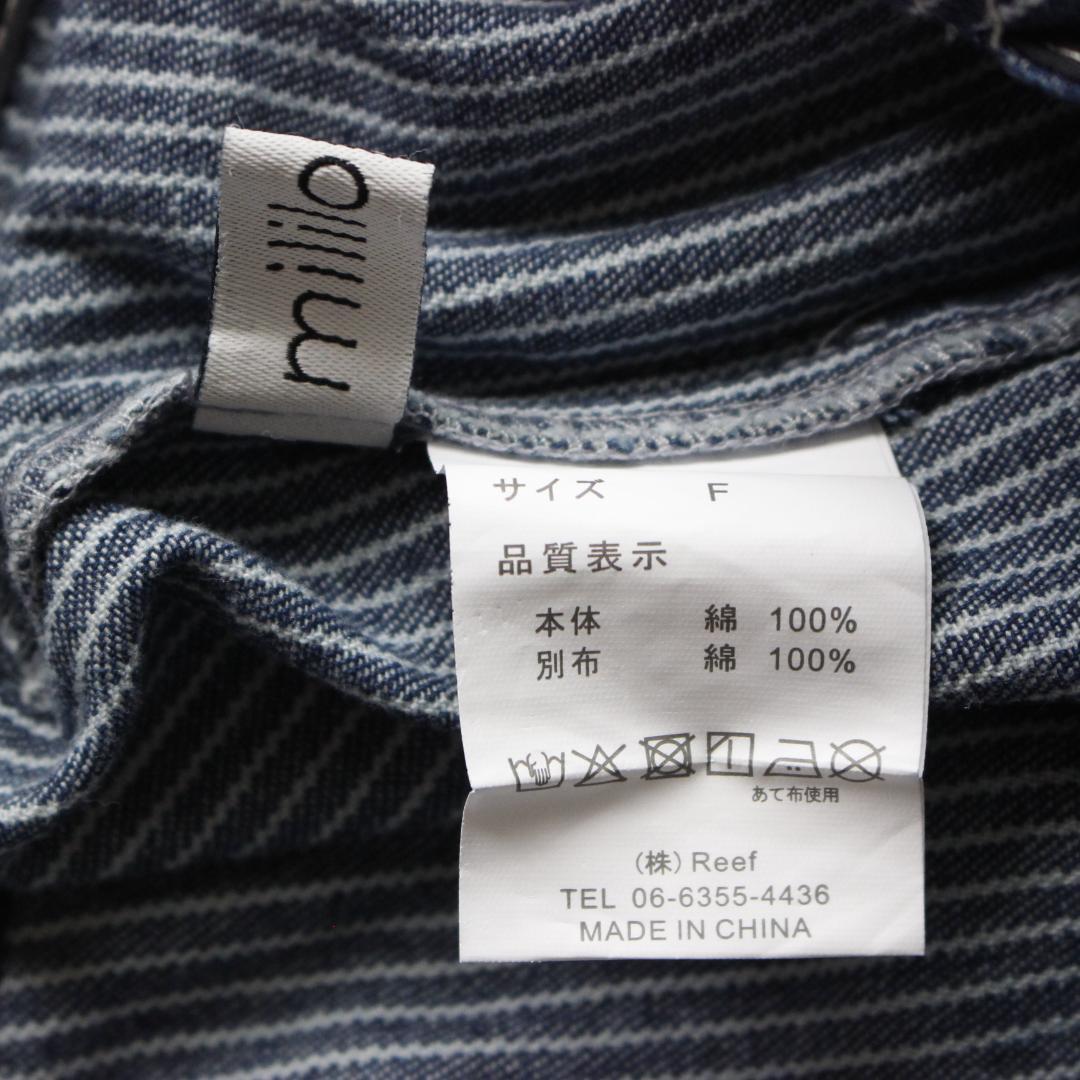 mililo
サイズ F
品質表示
本体 綿 100%
別布 綿 100%
あて布使用
(株) Reef
TEL 06-6355-4436
MADE IN CHINA